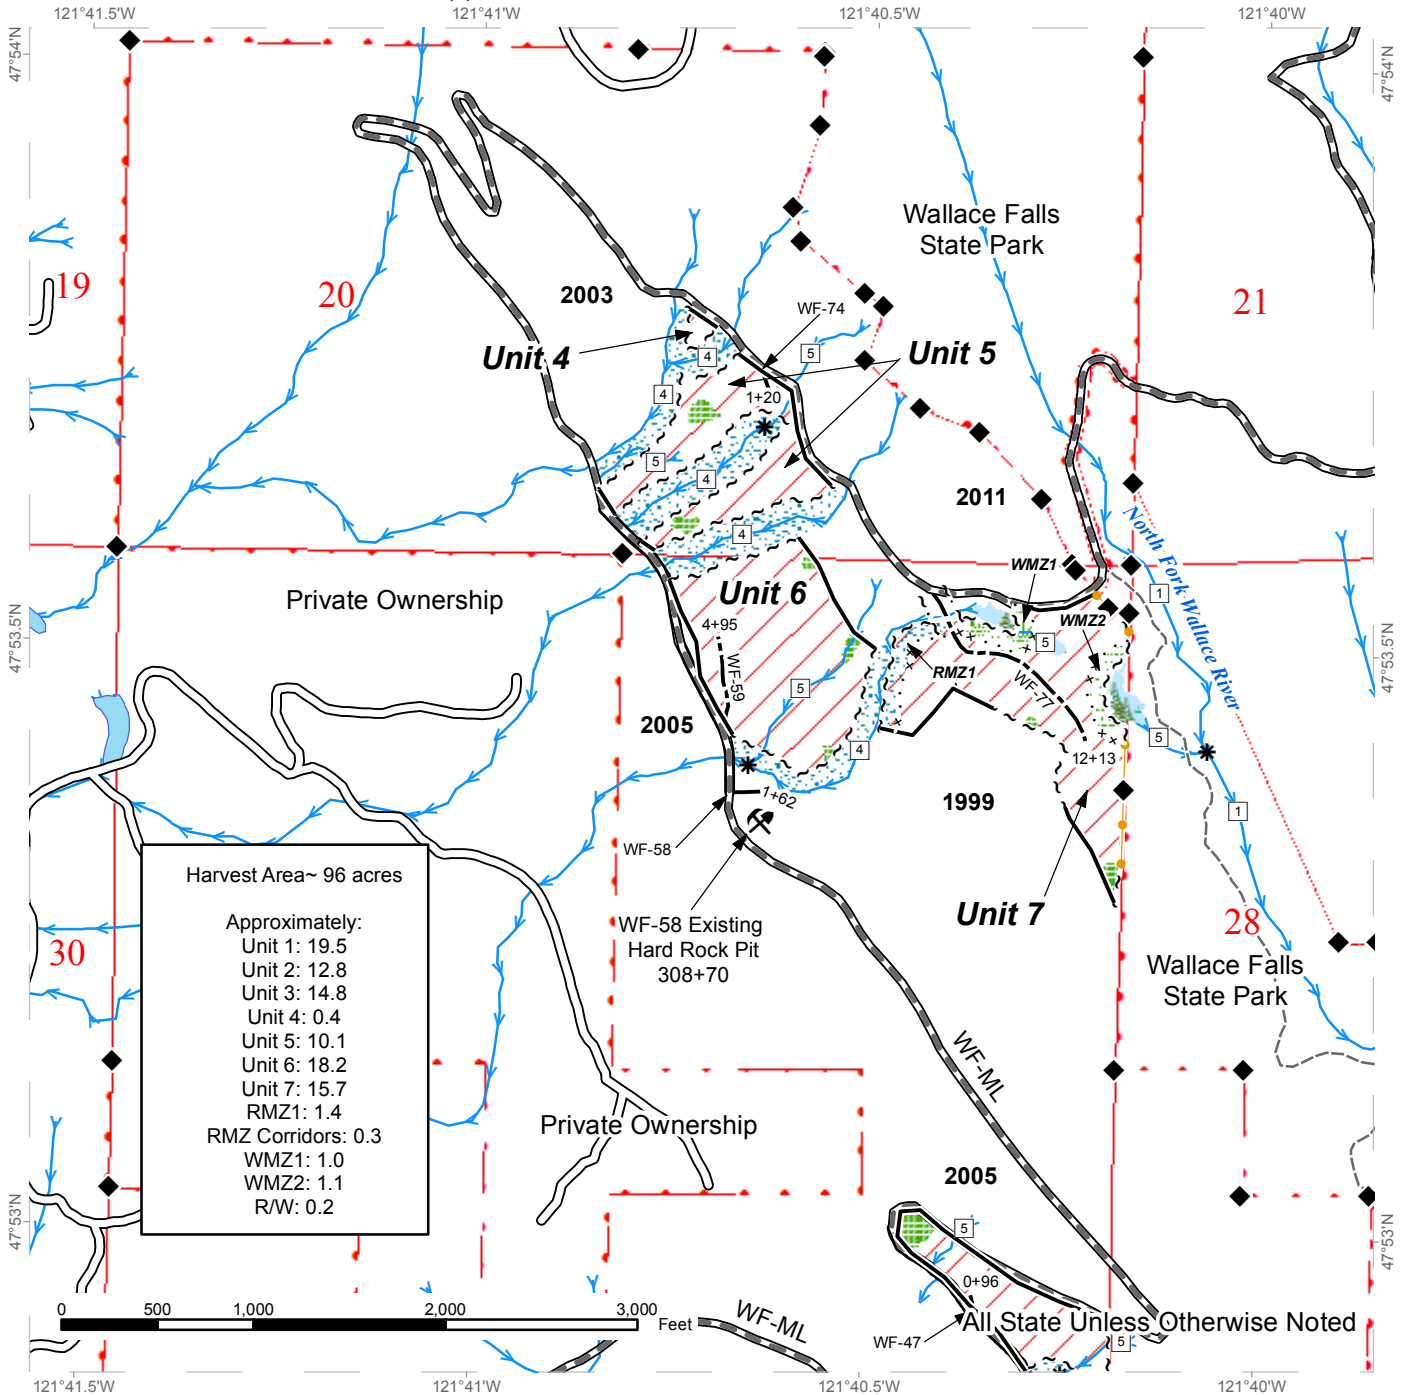 121°41.5'W
121°41'W
121°40.5'W
121°40'W
47°54'N
47°54'N
Wallace Falls
State Park
19
20
21
2003
WF-74
Unit 4
Unit 5
4
5
4
1+20
5
4
4
2011
North Fork Wallace River
WMZ1
1
Private Ownership
Unit 6
WMZ2
47°53.5'N
47°53.5'N
4+95
5
RMZ1
WF-59
WF-77
5
2005
4
5
12+13
1+62
1999
1
WF-58
Harvest Area~ 96 acres
Approximately:
Unit 1: 19.5
Unit 2: 12.8
Unit 3: 14.8
Unit 4: 0.4
Unit 5: 10.1
Unit 6: 18.2
Unit 7: 15.7
RMZ1: 1.4
RMZ Corridors: 0.3
WMZ1: 1.0
WMZ2: 1.1
R/W: 0.2
WF-58 Existing
Hard Rock Pit
308+70
Unit 7
28
30
Wallace Falls
State Park
WF-ML
Private Ownership
2005
47°53'N
47°53'N
5
0+96
0
500
1,000
2,000
3,000
Feet
WF-ML
All State Unless Otherwise Noted
WF-47
5
121°41.5'W
121°41'W
121°40.5'W
121°40'W